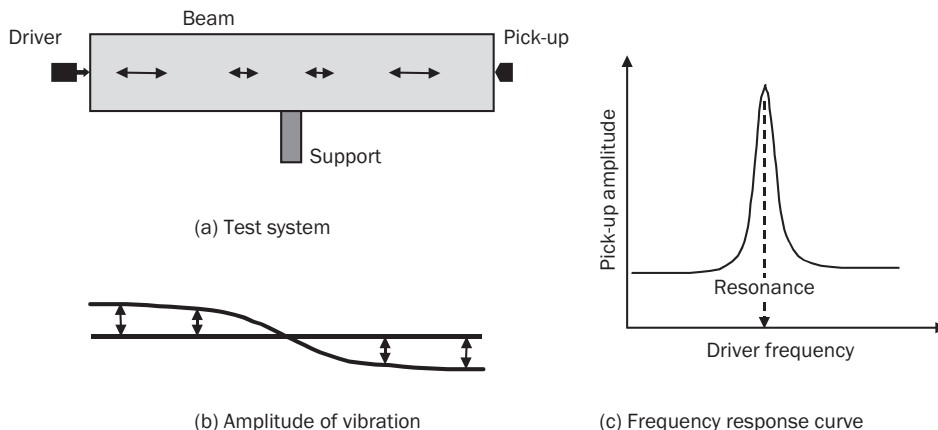 Beam
Driver
Pick-up
Support
(a) Test system
(b) Amplitude of vibration
Pick-up amplitude
Resonance
Driver frequency
(c) Frequency response curve